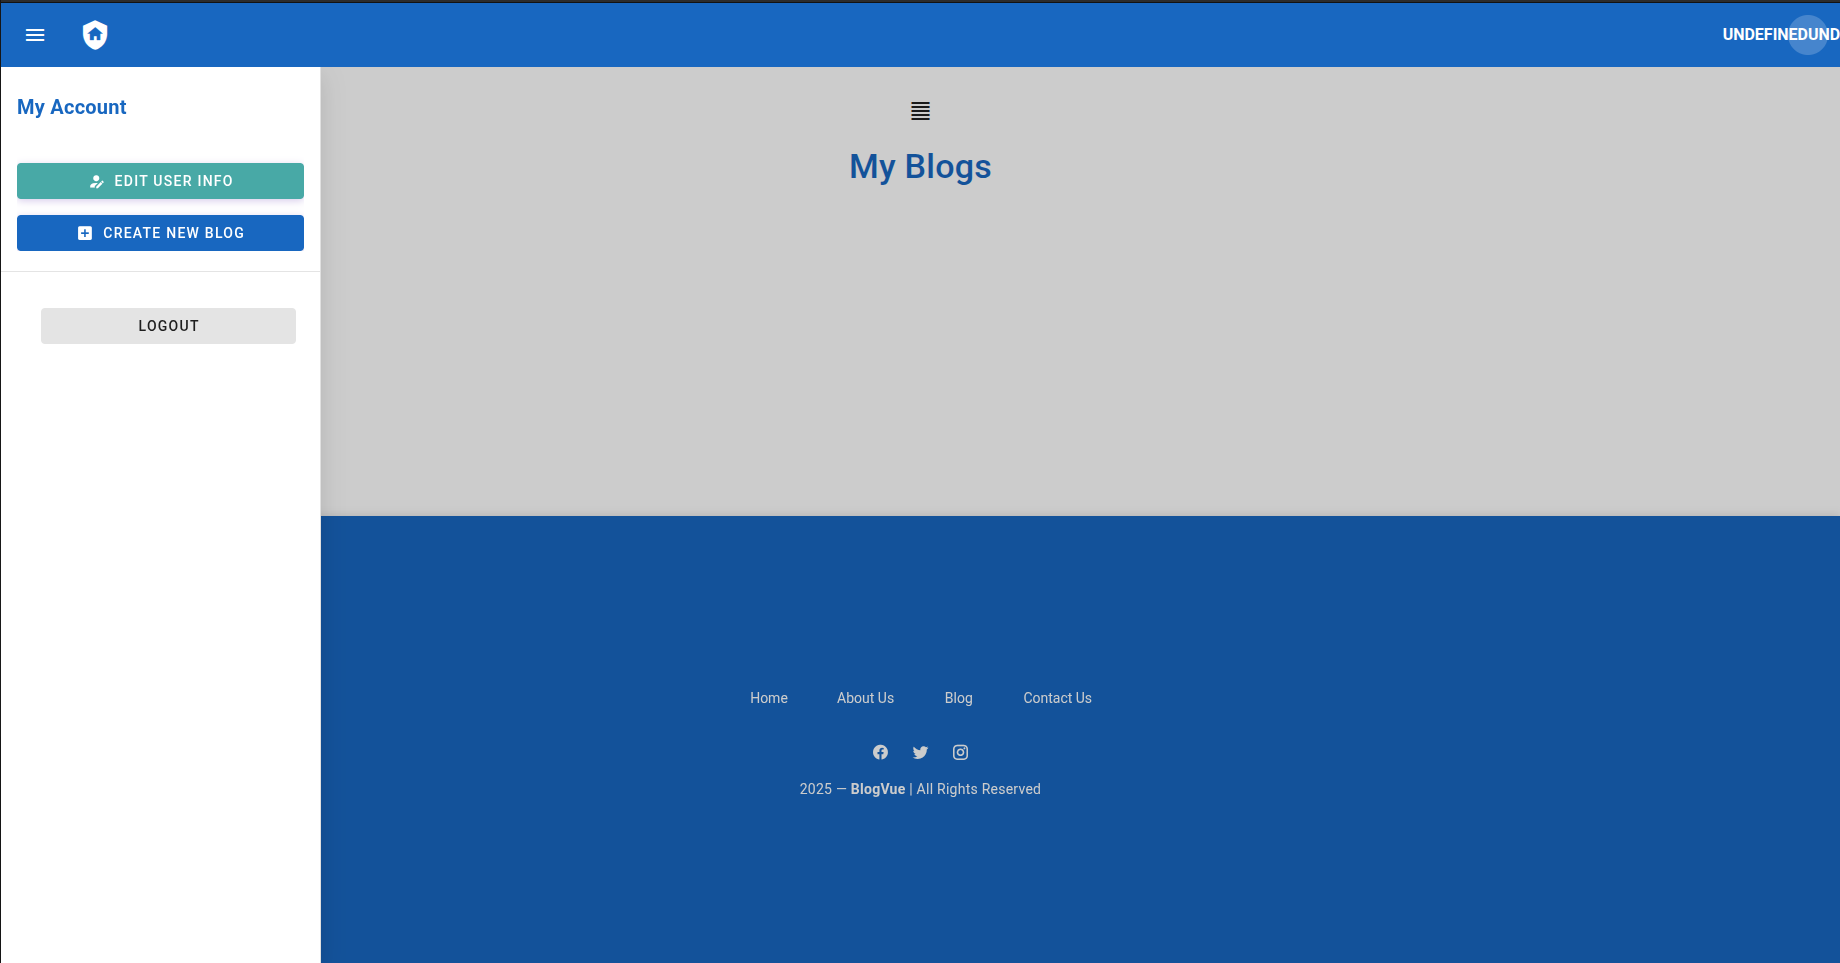 UNDEFINEDUND
My Account
EDIT USER INFO
CREATE NEW BLOG
LOGOUT
My Blogs
Home About Us Blog Contact Us
2025 — BlogVue | All Rights Reserved